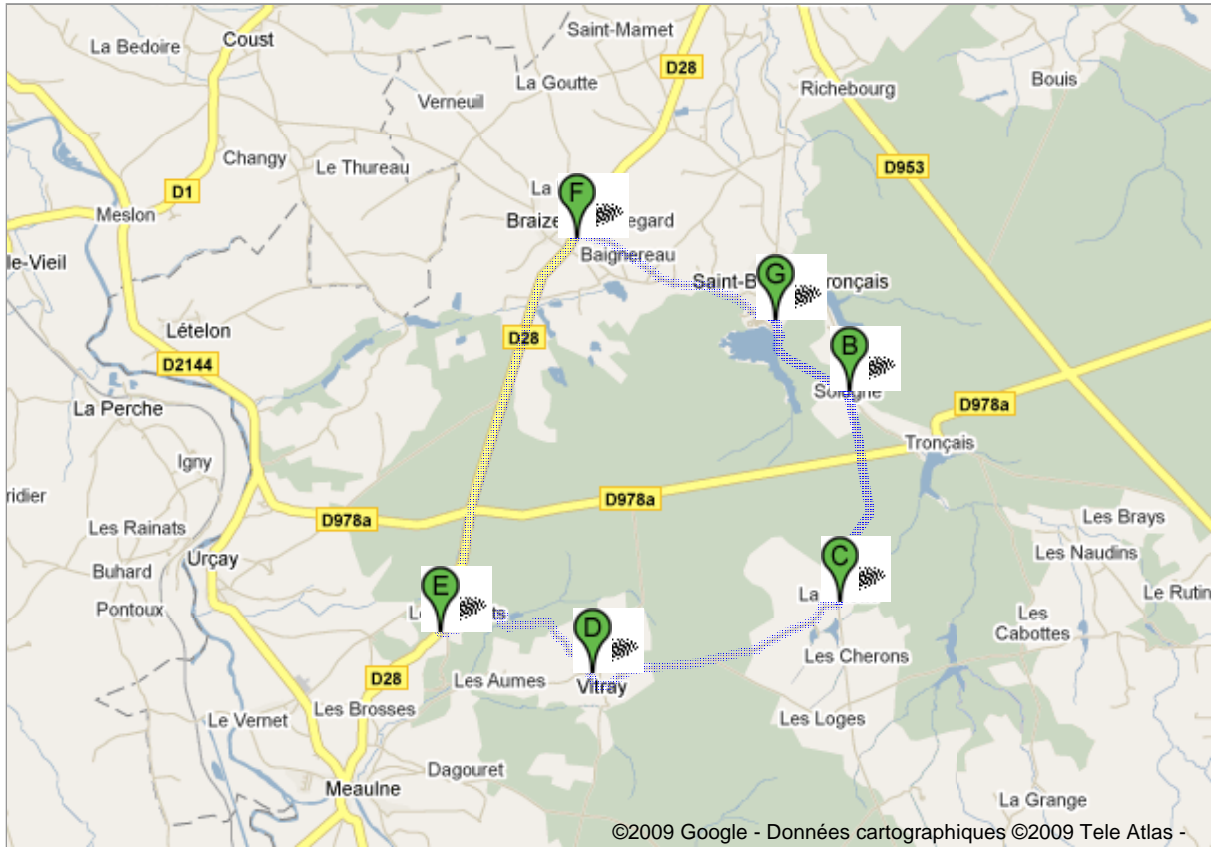 Saint-Mamet
La Bedoire
Coust
D28
La Goutte
Bouis
Richebourg
Verneuil
Changy
Le Thureau
D953
D1
La
F
Meslon
Braize
egard
Baignereau
le-Vieil
G
Saint-B
ronçais
Lételon
D28
D2144
B
Sologne
La Perche
D978a
Tronçais
Igny
ridier
D978a
D978a
Les Brays
Les Rainats
Urçay
C
Les Naudins
Buhard
La
Le Rutin
Pontoux
E
Le
ts
D
Les
Cabottes
Les Cherons
D28
Les Aumes
Vitray
Le Vernet
Les Brosses
Les Loges
Dagouret
Meaulne
La Grange
©2009 Google - Données cartographiques ©2009 Tele Atlas -